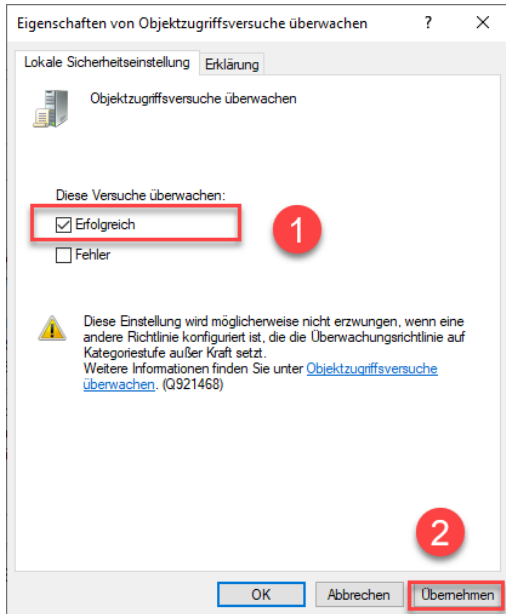 Eigenschaften von Objektzugriffsversuche überwachen ? ×
Lokale Sicherheitseinstellung Erklärung
Objektzugriffsversuche überwachen
Diese Versuche überwachen:
Erfolgreich
1
Fehler
Diese Einstellung wird möglicherweise nicht erzwungen, wenn eine
andere Richtlinie konfiguriert ist, die die Überwachungsrichtlinie auf
Kategoriestufe außer Kraft setzt.
Weitere Informationen finden Sie unter Objektzugriffsversuche
überwachen. (Q921468)
2
OK Abbrechen Übernehmen